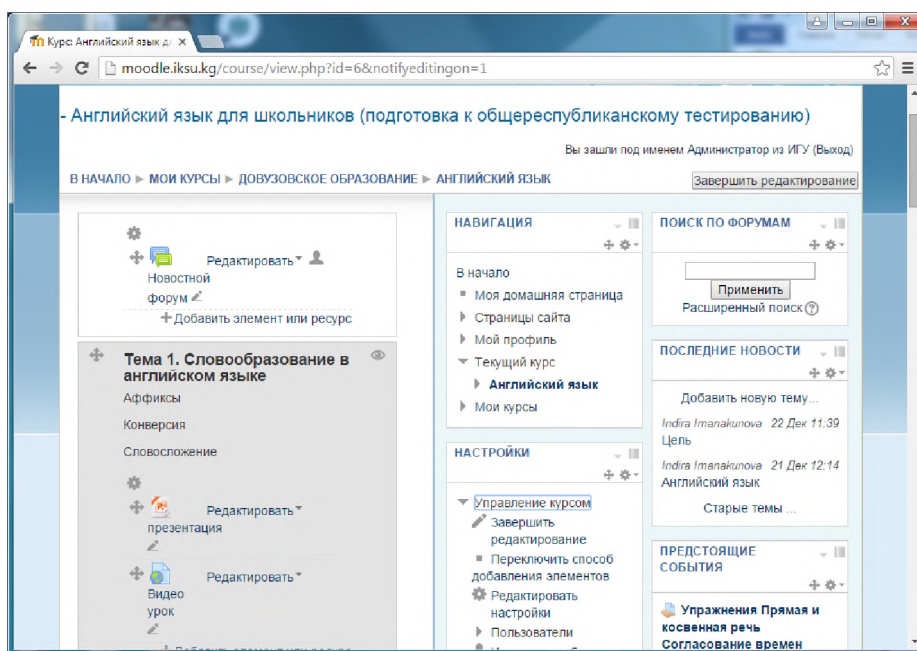 Курс: Английский язык д
moodle.iksu.kg/course/view.php?id=6&notifyeditingon=1
- Английский язык для школьников (подготовка к общереспубликанскому тестированию)
Вы зашли под именем Администратор из ИГУ (Выход)
В НАЧАЛО ► МОИ КУРСЫ ► ДОВУЗОВСКОЕ ОБРАЗОВАНИЕ ► АНГЛИЙСКИЙ ЯЗЫК
Завершить редактирование
Редактировать
Новостной
форум
Добавить элемент или ресурс
Тема 1. Словообразование в
английском языке
Аффиксы
Конверсия
Словосложение
Редактировать
презентация
Редактировать
Видео
урок
Добавить элемент или ресурс
НАВИГАЦИЯ
В начало
Моя домашняя страница
Страницы сайта
Мой профиль
Текущий курс
Английский язык
Мои курсы
НАСТРОЙКИ
Управление курсом
Завершить
редактирование
Переключить способ
добавления элементов
Редактировать
настройки
Пользователи
ПОИСК ПО ФОРУМАМ
Применить
Расширенный поиск
ПОСЛЕДНИЕ НОВОСТИ
Добавить новую тему...
Indira Imanakunova 22 Дек 11:39
Цель
Indira Imanakunova 21 Дек 12:14
Английский язык
Старые темы ...
ПРЕДСТОЯЩИЕ
СОБЫТИЯ
Упражнения Прямая и
косвенная речь
Согласование времен